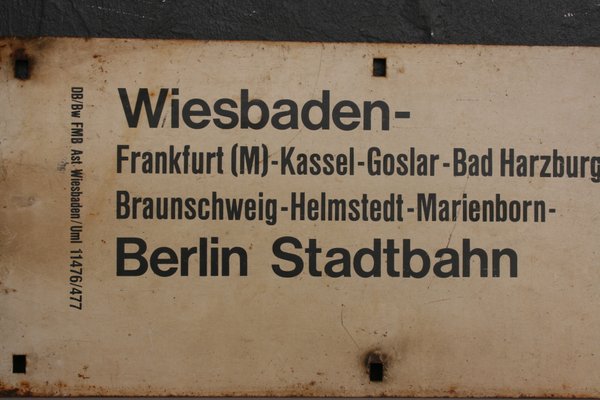 Wiesbaden-
Frankfurt (M)-Kassel-Goslar-Bad Harzburg
Braunschweig-Helmstedt-Marienborn-
Berlin Stadtbahn
DB/Bw FMB Ast Wiesbaden/Uml 11476/477